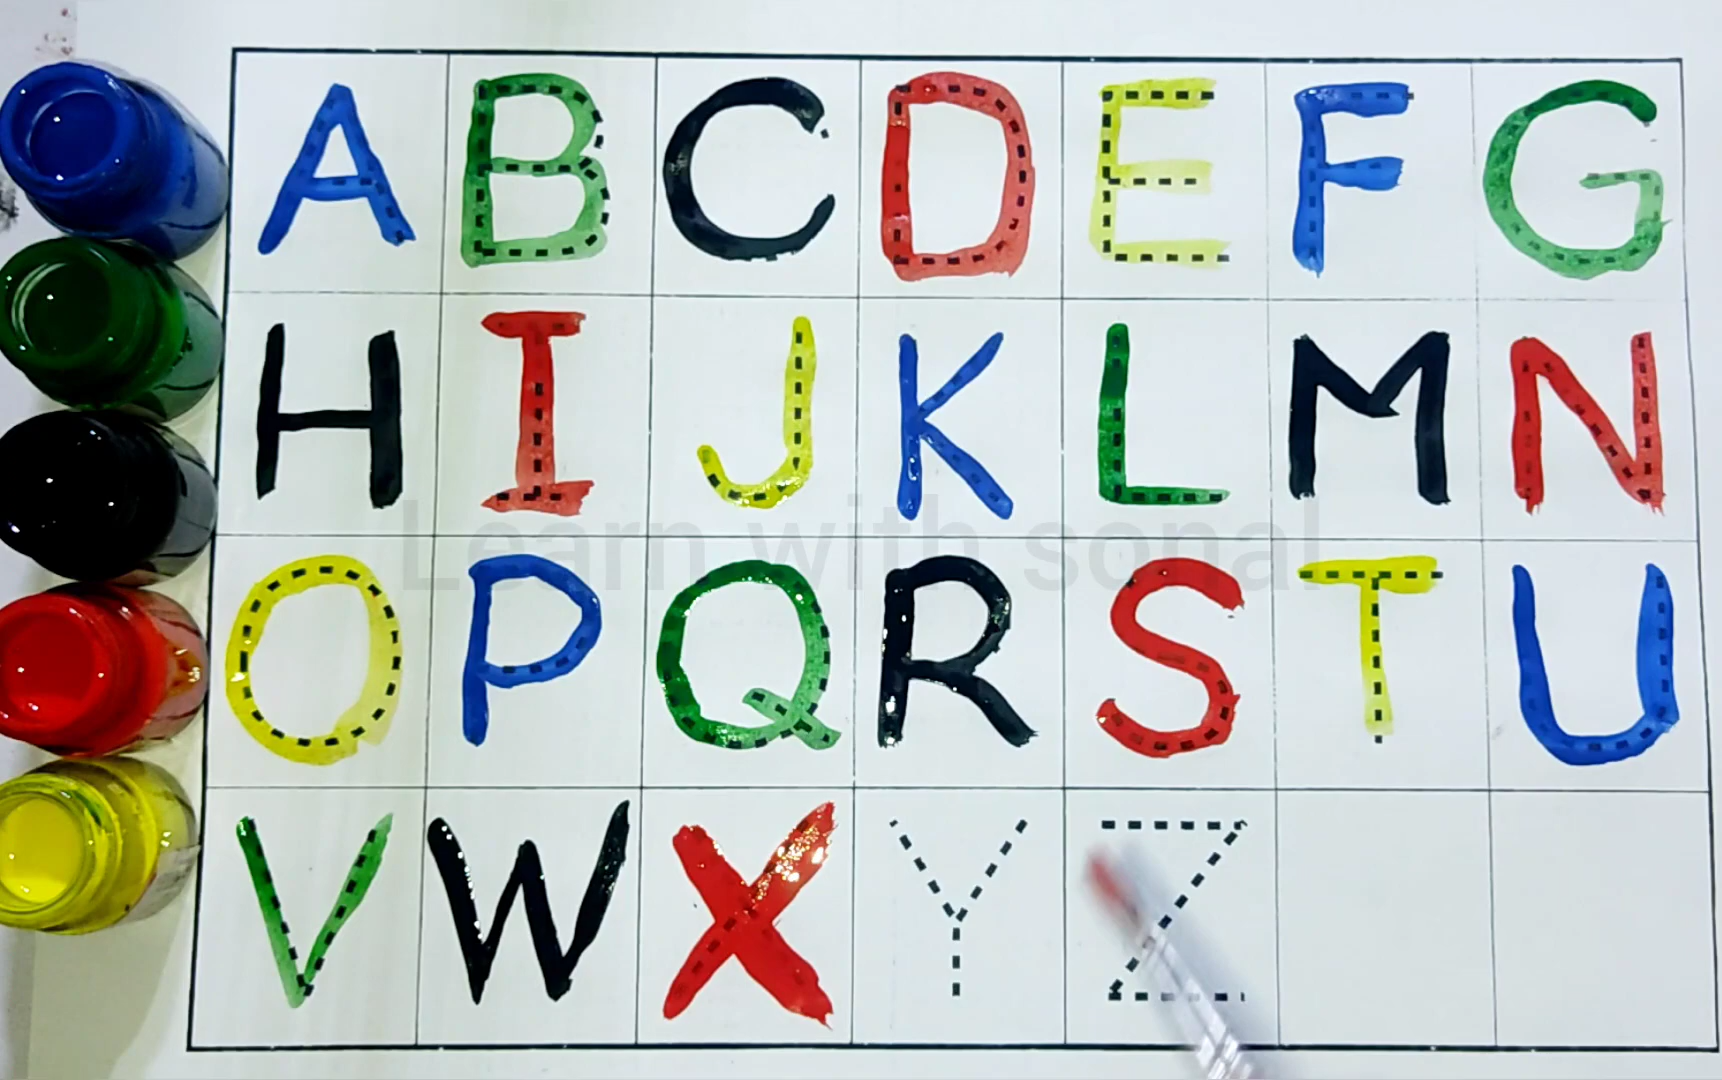 A B C D E F G
H I J K L M N
Learn with sonal
O P Q R S T U
V W X Y Z